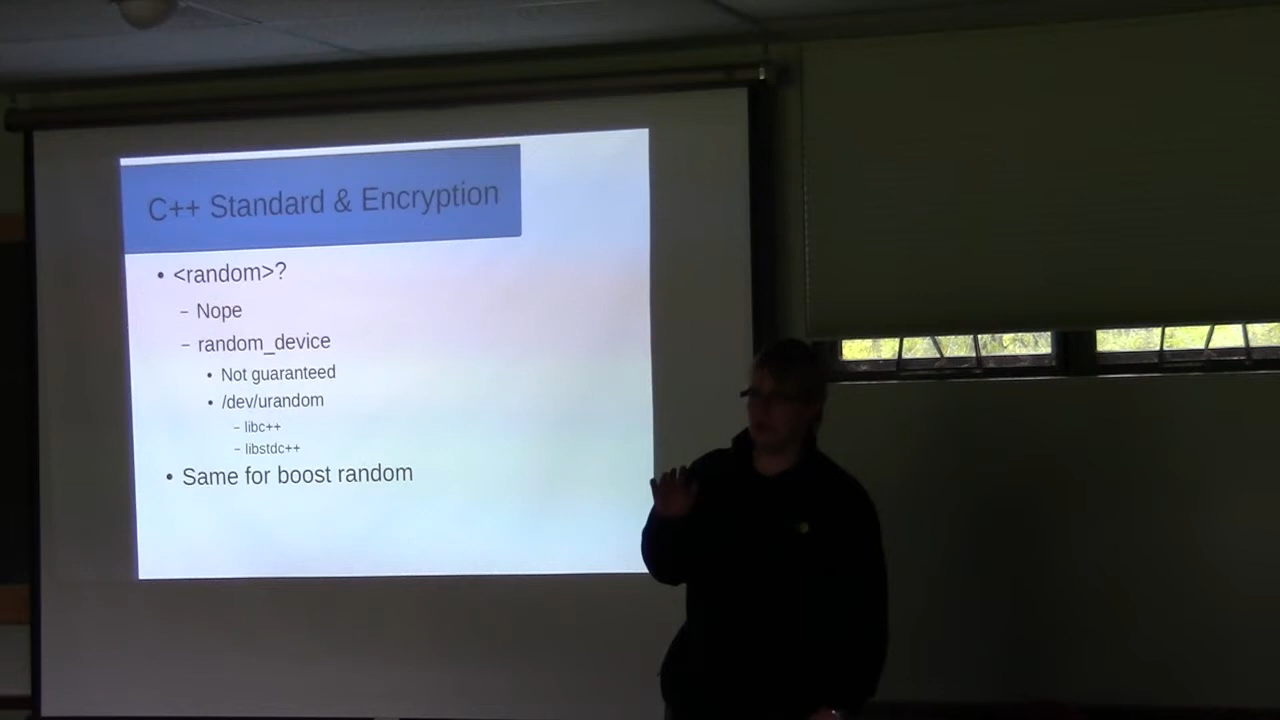 C++ Standard & Encryption
• <random>?
– Nope
– random_device
• Not guaranteed
• /dev/urandom
– libc++
– libstdc++
• Same for boost random